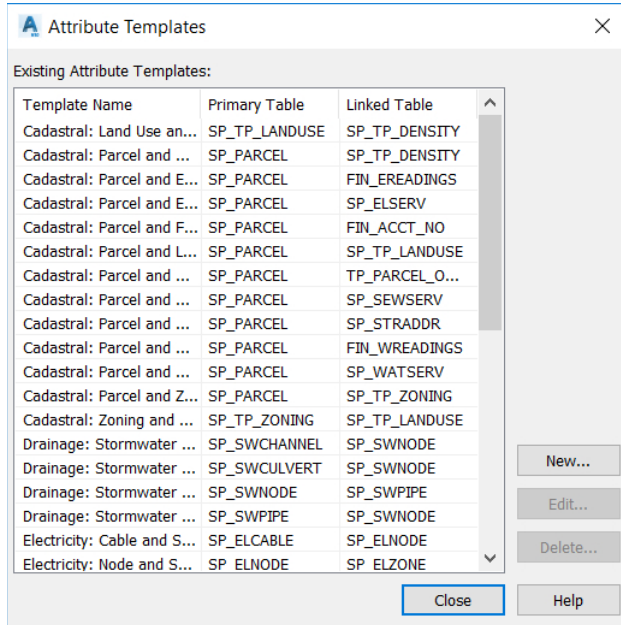 Attribute Templates
Existing Attribute Templates:
Template Name Primary Table Linked Table
Cadastral: Land Use an... SP_TP_LANDUSE SP_TP_DENSITY
Cadastral: Parcel and ... SP_PARCEL SP_TP_DENSITY
Cadastral: Parcel and E... SP_PARCEL FIN_EREADINGS
Cadastral: Parcel and E... SP_PARCEL SP_ELSERV
Cadastral: Parcel and F... SP_PARCEL FIN_ACCT_NO
Cadastral: Parcel and L... SP_PARCEL SP_TP_LANDUSE
Cadastral: Parcel and ... SP_PARCEL TP_PARCEL_O...
Cadastral: Parcel and ... SP_PARCEL SP_SEWSERV
Cadastral: Parcel and ... SP_PARCEL SP_STRADDR
Cadastral: Parcel and ... SP_PARCEL FIN_WREADINGS
Cadastral: Parcel and ... SP_PARCEL SP_WATSERV
Cadastral: Parcel and Z... SP_PARCEL SP_TP_ZONING
Cadastral: Zoning and ... SP_TP_ZONING SP_TP_LANDUSE
Drainage: Stormwater ... SP_SWCHANNEL SP_SWNODE
Drainage: Stormwater ... SP_SWCULVERT SP_SWNODE
Drainage: Stormwater ... SP_SWNODE SP_SWPIPE
Drainage: Stormwater ... SP_SWPIPE SP_SWNODE
Electricity: Cable and S... SP_ELCABLE SP_ELNODE
Electricity: Node and S... SP_ELNODE SP_ELZONE
New...
Edit...
Delete...
Close Help